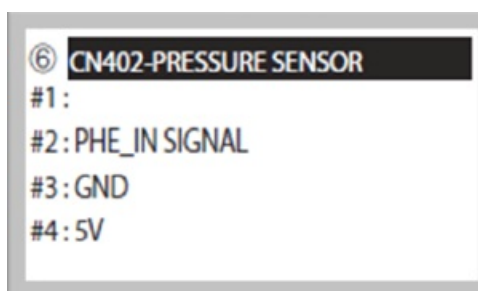 ⑥ CN402-PRESSURE SENSOR
#1 :
#2 : PHE_IN SIGNAL
#3 : GND
#4 : 5V